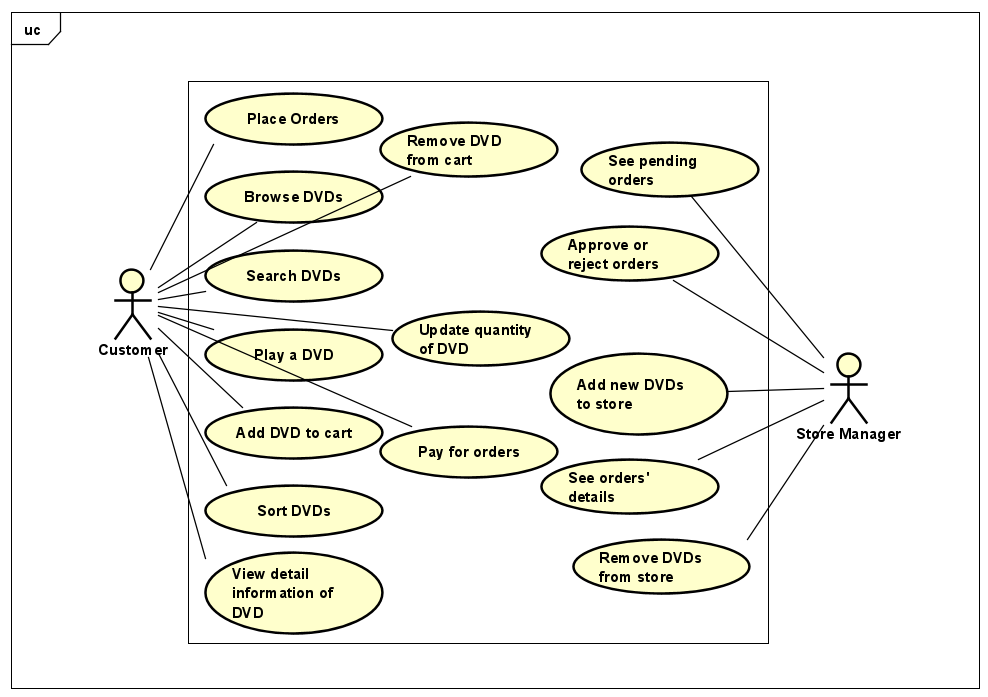 uc
Place Orders
Remove DVD
from cart
See pending
orders
Browse DVDs
Approve or
reject orders
Search DVDs
Update quantity
of DVD
Play a DVD
Customer
Add new DVDs
to store
Store Manager
Add DVD to cart
Pay for orders
See orders'
details
Sort DVDs
Remove DVDs
from store
View detail
information of
DVD